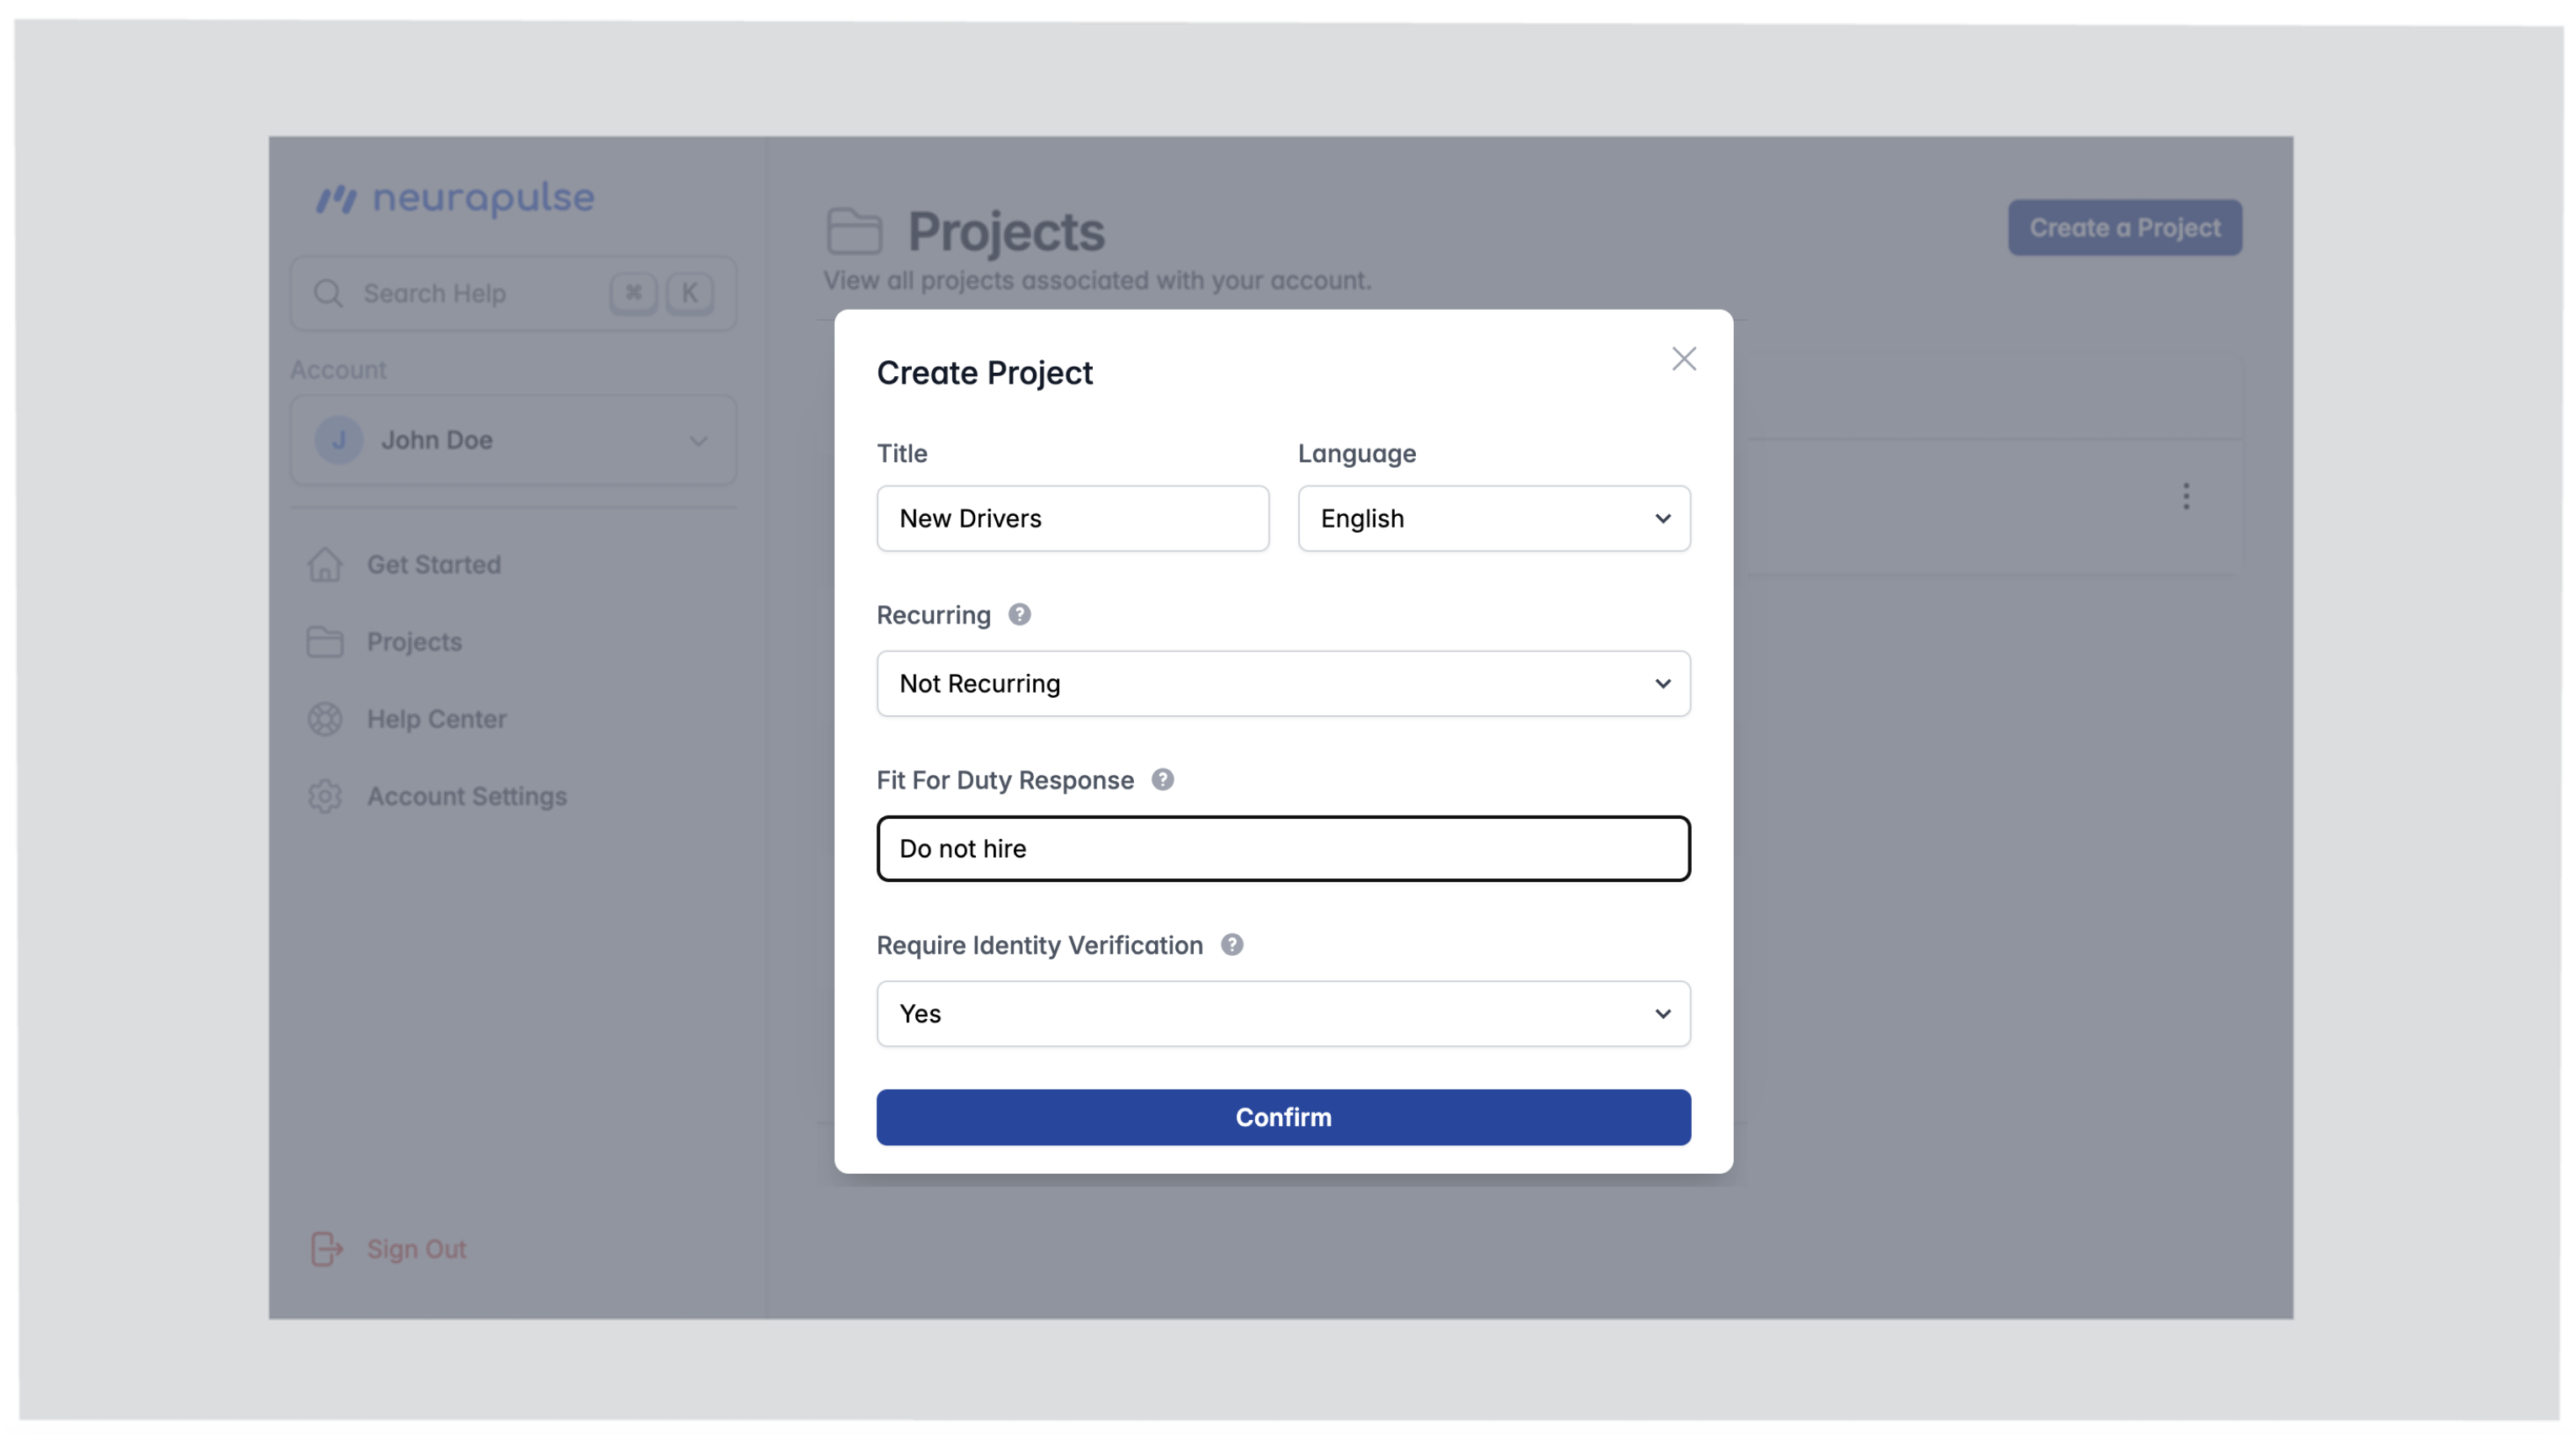 neurapulse
Search Help ⌘ K
Account
J John Doe
Get Started
Projects
Help Center
Account Settings
Sign Out
Projects
View all projects associated with your account.
Create a Project
Create Project
Title
New Drivers
Language
English
Recurring ?
Not Recurring
Fit For Duty Response ?
Do not hire
Require Identity Verification ?
Yes
Confirm